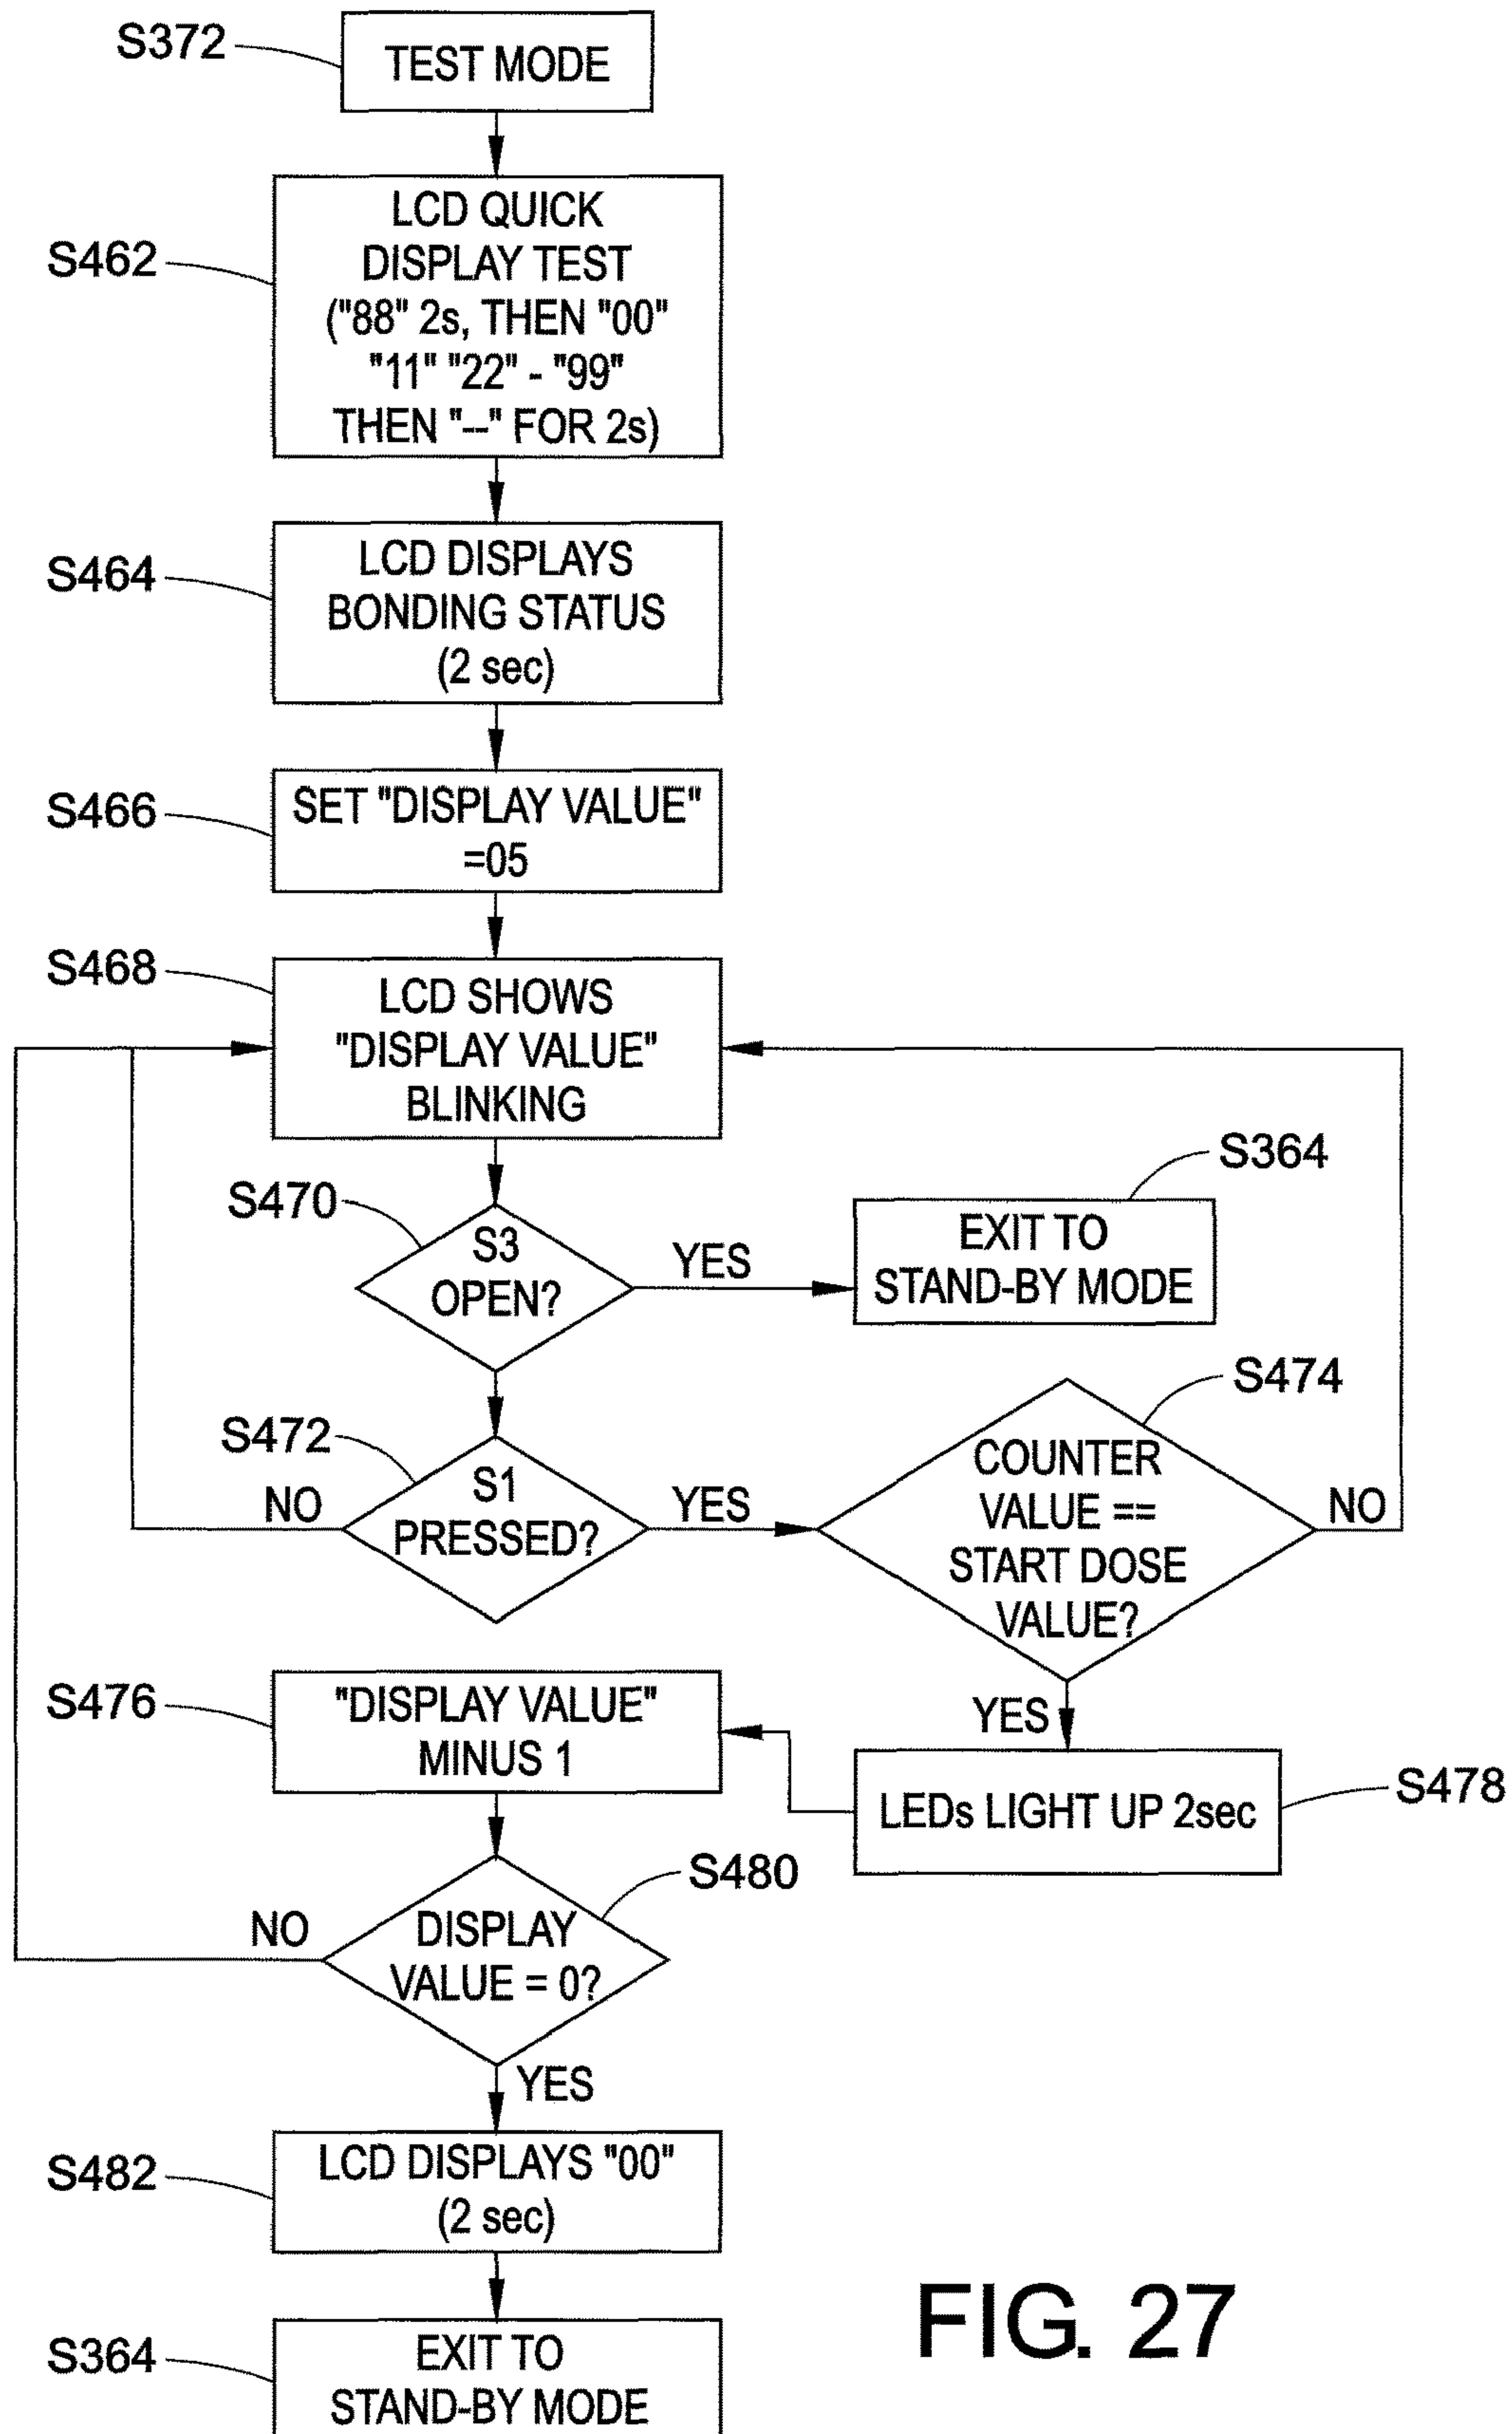 S372
TEST MODE
S462
LCD QUICK
DISPLAY TEST
("88" 2s, THEN "00"
"11" "22" - "99"
THEN "--" FOR 2s)
S464
LCD DISPLAYS
BONDING STATUS
(2 sec)
S466
SET "DISPLAY VALUE"
=05
S468
LCD SHOWS
"DISPLAY VALUE"
BLINKING
S470
S3
OPEN?
YES
S364
EXIT TO
STAND-BY MODE
S472
S1
PRESSED?
NO
YES
S474
COUNTER
VALUE ==
START DOSE
VALUE?
NO
YES
S476
"DISPLAY VALUE"
MINUS 1
LEDs LIGHT UP 2sec
S478
S480
DISPLAY
VALUE = 0?
NO
YES
S482
LCD DISPLAYS "00"
(2 sec)
S364
EXIT TO
STAND-BY MODE
FIG. 27